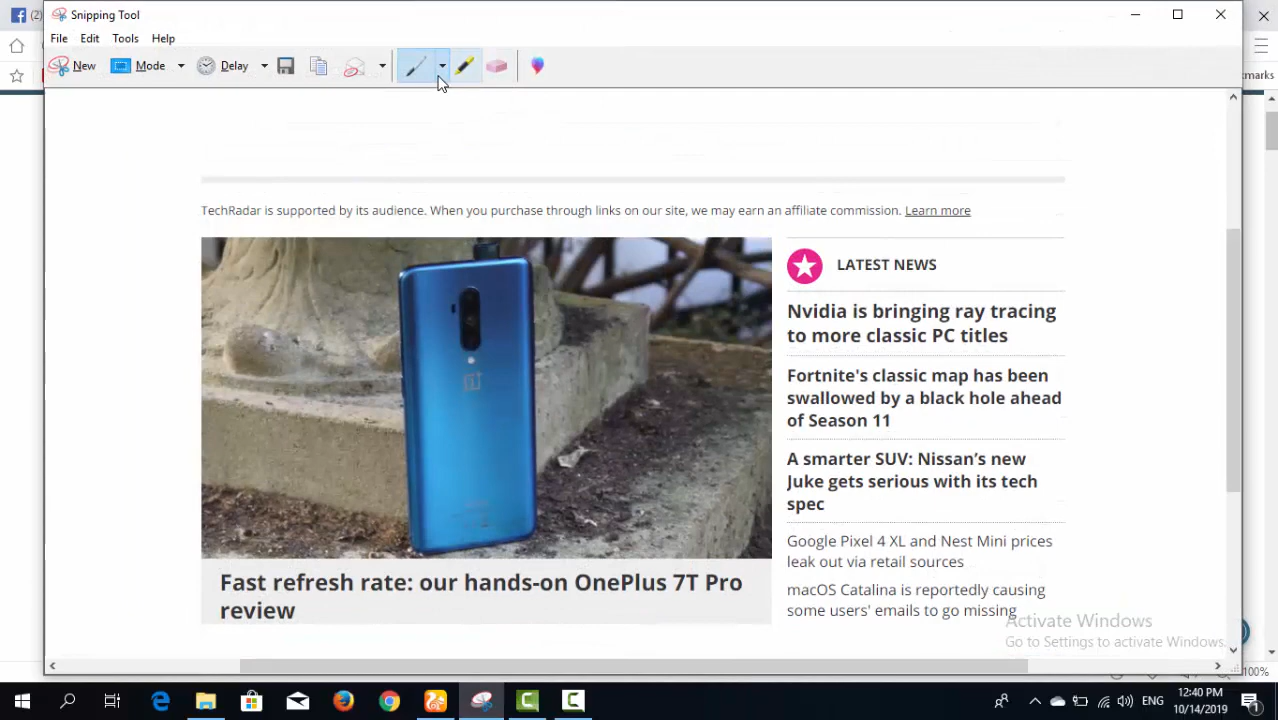 (2)
Snipping Tool
File Edit Tools Help
New Mode Delay
TechRadar is supported by its audience. When you purchase through links on our site, we may earn an affiliate commission. Learn more
LATEST NEWS
Nvidia is bringing ray tracing
to more classic PC titles
Fortnite's classic map has been
swallowed by a black hole ahead
of Season 11
A smarter SUV: Nissan's new
Juke gets serious with its tech
spec
Google Pixel 4 XL and Nest Mini prices
leak out via retail sources
macOS Catalina is reportedly causing
some users' emails to go missing
Fast refresh rate: our hands-on OnePlus 7T Pro
review
Activate Windows
Go to Settings to activate Windows.
100%
ENG
12:40 PM
10/14/2019